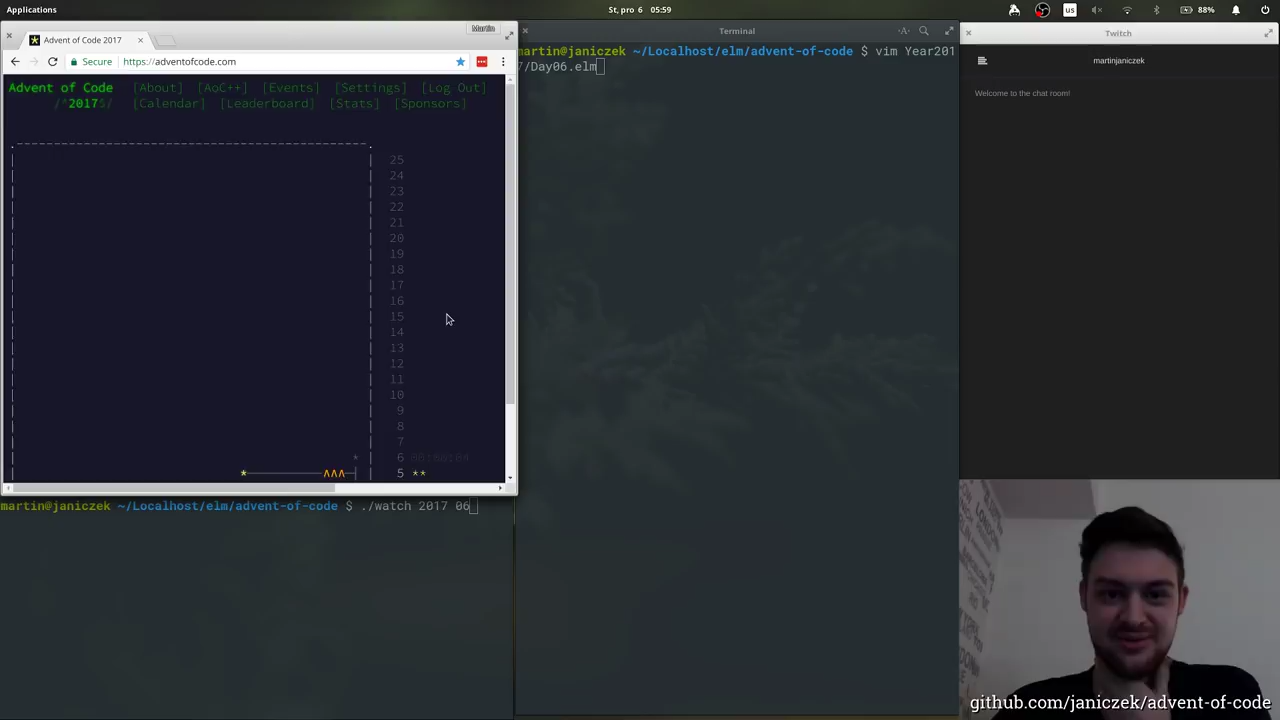 Applications
St, pro 6 05:59
us
88%
Martin
Advent of Code 2017
Secure
https://adventofcode.com
Advent of Code [About] [AoC++] [Events] [Settings] [Log Out]
/^2017$/ [Calendar] [Leaderboard] [Stats] [Sponsors]
25
24
23
22
21
20
19
18
17
16
15
14
13
12
11
10
9
8
7
6
5 **
martin@janiczek ~/Localhost/elm/advent-of-code $ ./watch 2017 06
Terminal
-A-
martin@janiczek ~/Localhost/elm/advent-of-code $ vim Year201
7/Day06.elm
Twitch
martinjaniczek
Welcome to the chat room!
github.com/janiczek/advent-of-code